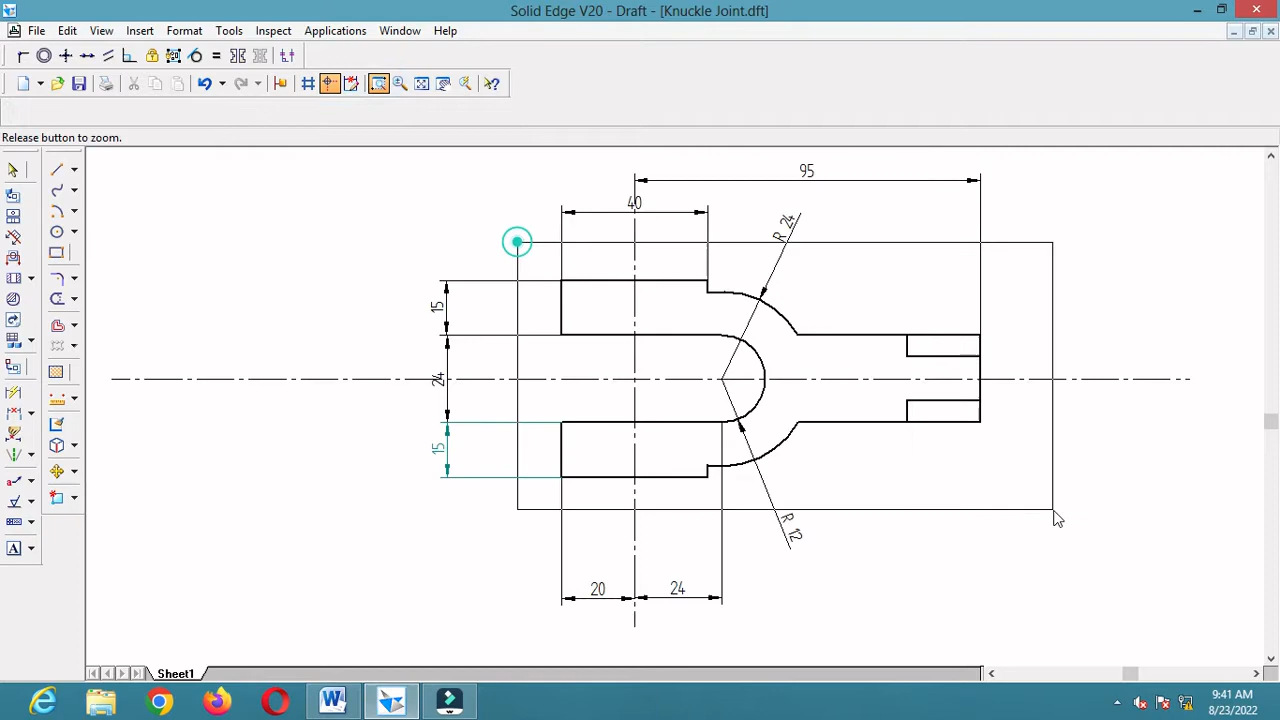 Solid Edge V20 - Draft - [Knuckle Joint.dft]
File Edit View Insert Format Tools Inspect Applications Window Help
Release button to zoom.
95
40
R 24
15
24
15
R 12
20
24
Sheet1
9:41 AM
8/23/2022